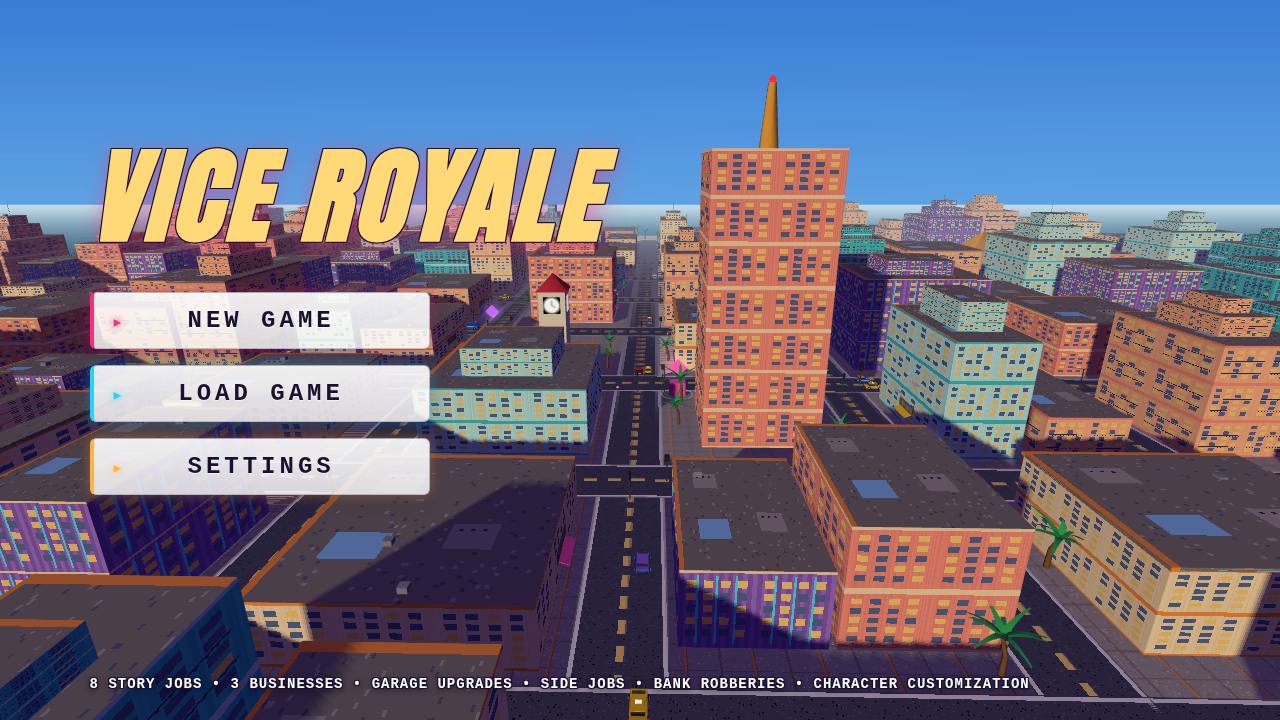 VICE ROYALE
NEW GAME
LOAD GAME
SETTINGS
8 STORY JOBS • 3 BUSINESSES • GARAGE UPGRADES • SIDE JOBS • BANK ROBBERIES • CHARACTER CUSTOMIZATION